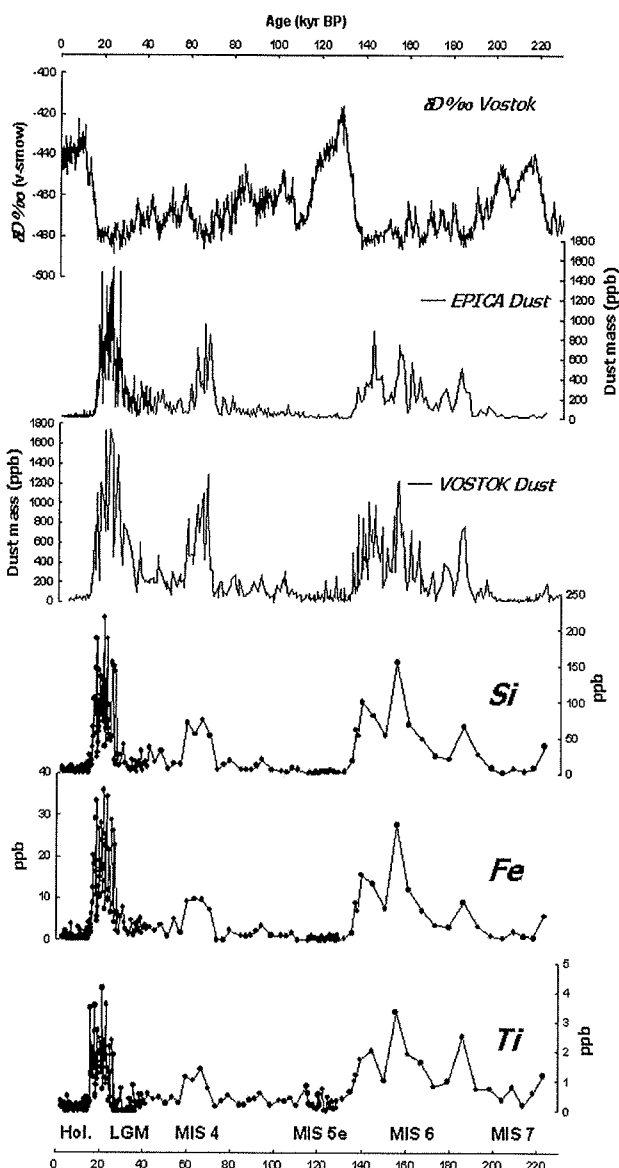 Age (kyr BP)
0 20 40 60 80 100 120 140 160 180 200 220
-400
-440
-460
-480
-500
δD‰ (v-smow)
δD‰ Vostok
1800
1600
1400
1200
1000
800
600
400
200
0
Dust mass (ppb)
EPICA Dust
1800
1600
1400
1200
1000
800
600
400
200
0
Dust mass (ppb)
VOSTOK Dust
250
200
150
100
50
0
ppb
Si
40
30
20
10
0
ppb
Fe
5
4
3
2
1
0
ppb
Ti
Hol. LGM MIS 4 MIS 5e MIS 6 MIS 7
0 20 40 60 80 100 120 140 160 180 200 220